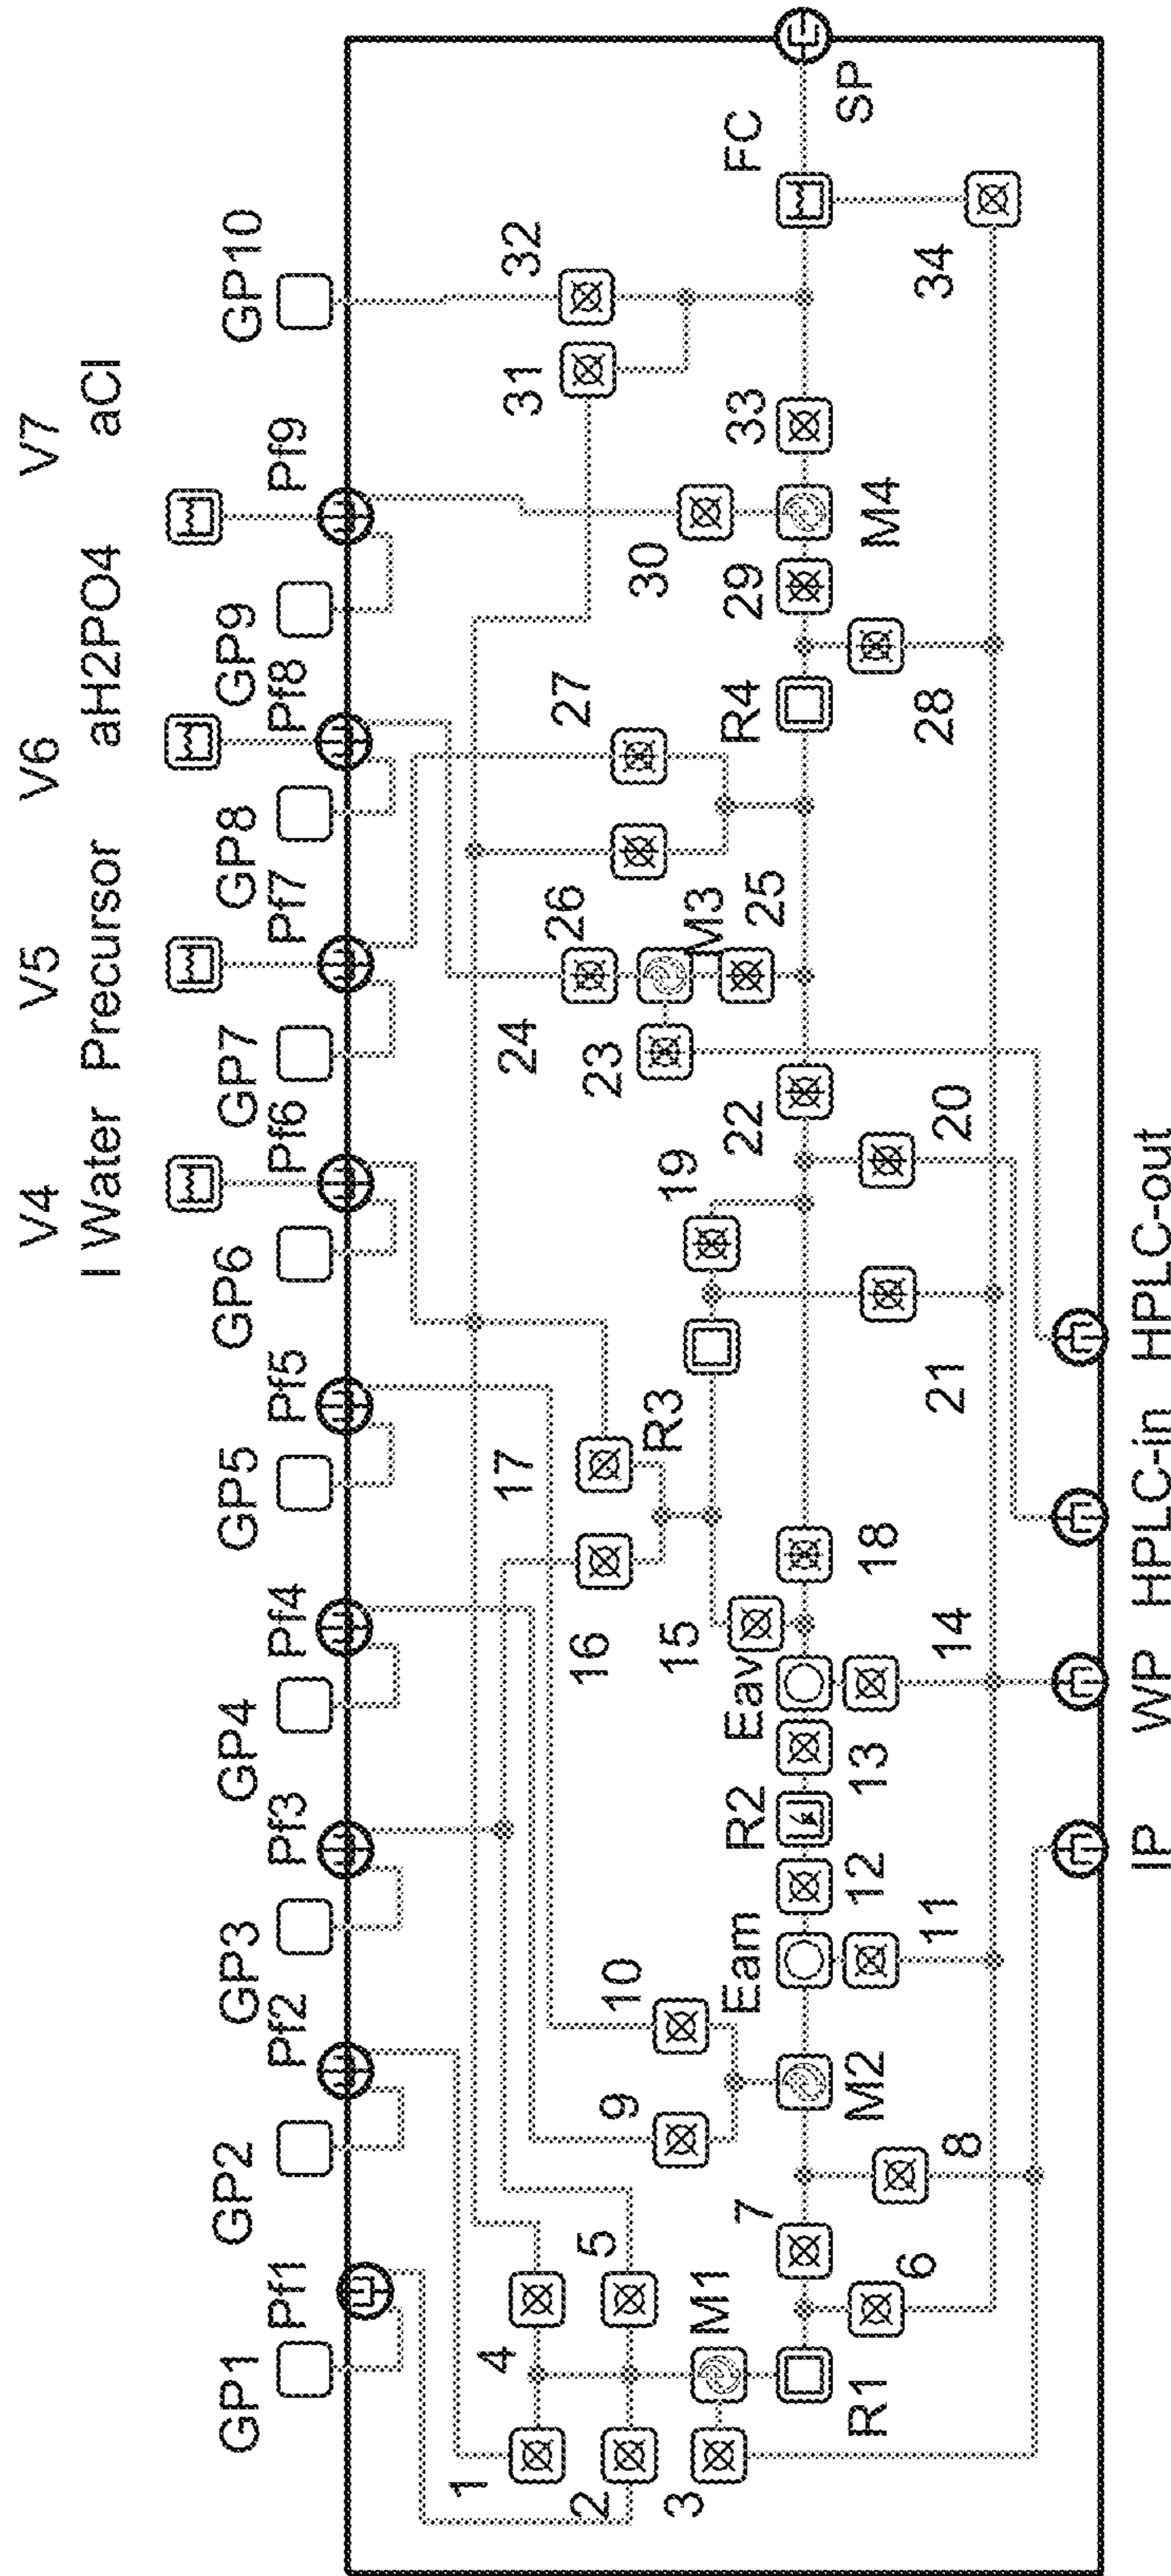 V4 V5 V6 V7
I Water Precursor aH2PO4 aCl
GP1 GP2 GP3 GP4 GP5 GP6 GP7 GP8 GP9 GP10
Pf1 Pf2 Pf3 Pf4 Pf5 Pf6 Pf7 Pf8 Pf9
1 4 10 17 24 26 27 31 32
2 5 9 16 R3 23 M3 30
3 M1 7 Eam R2 Eav 15 19 25 R4 29 33 FC
R1 M2 12 13 18 22 M4 SP
6 8 11 14 21 20 28 34
IP WP HPLC-in HPLC-out